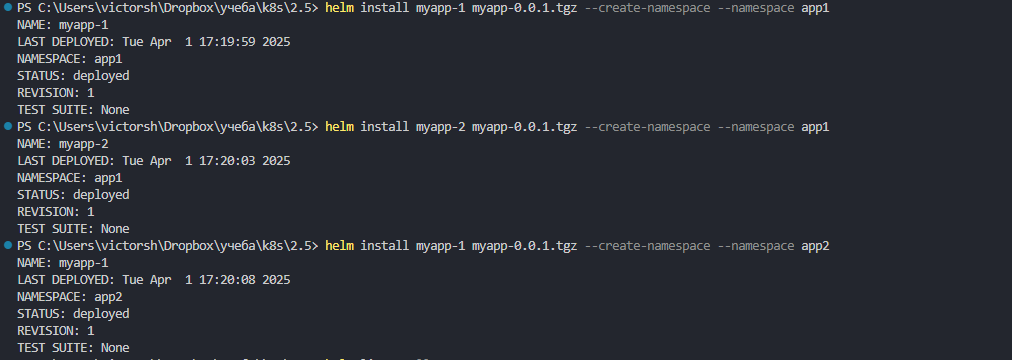 PS C:\Users\victorsh\Dropbox\учеба\k8s\2.5> helm install myapp-1 myapp-0.0.1.tgz --create-namespace --namespace app1
NAME: myapp-1
LAST DEPLOYED: Tue Apr  1 17:19:59 2025
NAMESPACE: app1
STATUS: deployed
REVISION: 1
TEST SUITE: None
PS C:\Users\victorsh\Dropbox\учеба\k8s\2.5> helm install myapp-2 myapp-0.0.1.tgz --create-namespace --namespace app1
NAME: myapp-2
LAST DEPLOYED: Tue Apr  1 17:20:03 2025
NAMESPACE: app1
STATUS: deployed
REVISION: 1
TEST SUITE: None
PS C:\Users\victorsh\Dropbox\учеба\k8s\2.5> helm install myapp-1 myapp-0.0.1.tgz --create-namespace --namespace app2
NAME: myapp-1
LAST DEPLOYED: Tue Apr  1 17:20:08 2025
NAMESPACE: app2
STATUS: deployed
REVISION: 1
TEST SUITE: None